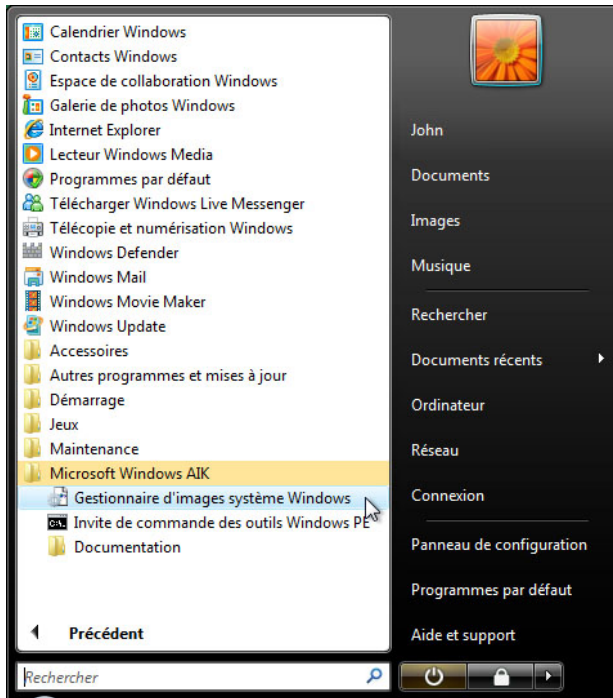 Calendrier Windows
Contacts Windows
Espace de collaboration Windows
Galerie de photos Windows
Internet Explorer
Lecteur Windows Media
Programmes par défaut
Télécharger Windows Live Messenger
Télécopie et numérisation Windows
Windows Defender
Windows Mail
Windows Movie Maker
Windows Update
Accessoires
Autres programmes et mises à jour
Démarrage
Jeux
Maintenance
Microsoft Windows AIK
Gestionnaire d'images système Windows
Invite de commande des outils Windows PE
Documentation
Précédent
Rechercher
John
Documents
Images
Musique
Rechercher
Documents récents
Ordinateur
Réseau
Connexion
Panneau de configuration
Programmes par défaut
Aide et support